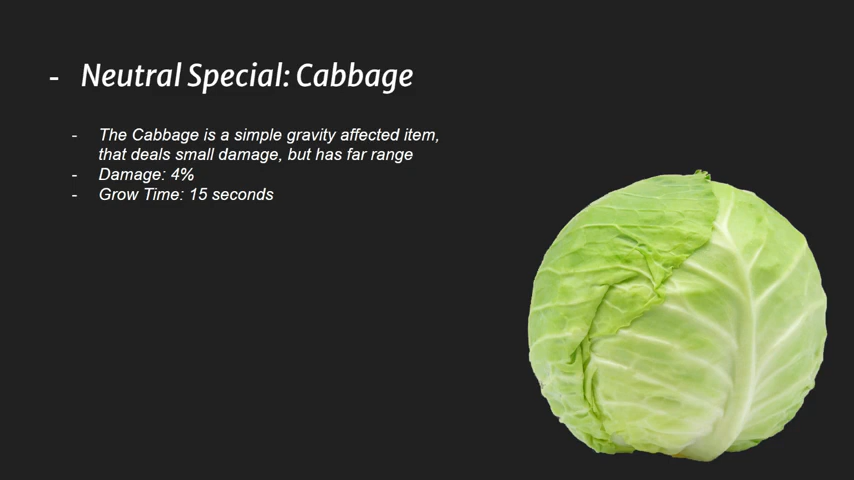 - Neutral Special: Cabbage
- The Cabbage is a simple gravity affected item,
that deals small damage, but has far range
- Damage: 4%
- Grow Time: 15 seconds